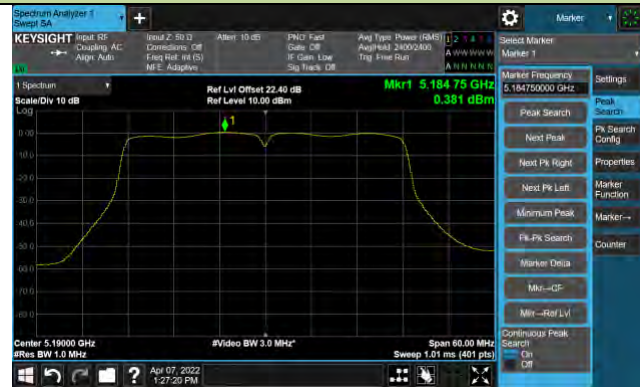 Spectrum Analyzer 1
Swept SA
Marker
KEYSIGHT
Input: RF
Coupling: AC
Align: Auto
Input Z: 50 Ω
Corrections: Off
Freq Ref: Int (S)
NFE: Adaptive
Atten: 10 dB
PNO: Fast
Gate: Off
IF Gain: Low
Sig Track: Off
Avg Type: Power (RMS)
Avg|Hold: 2400/2400
Trig: Free Run
A W W W W W
A N N N N N
Select Marker
Marker 1
1 Spectrum
Scale/Div 10 dB
Log
Ref Lvl Offset 22.40 dB
Ref Level 10.00 dBm
Mkr1 5.184 75 GHz
0.381 dBm
1
0.00
-10.0
-20.0
-30.0
-40.0
-50.0
-60.0
-70.0
-80.0
Center 5.19000 GHz
#Res BW 1.0 MHz
#Video BW 3.0 MHz*
Span 60.00 MHz
Sweep 1.01 ms (401 pts)
Marker Frequency
5.184750000 GHz
Peak Search
Next Peak
Next Pk Right
Next Pk Left
Minimum Peak
Pk-Pk Search
Marker Delta
Mkr→CF
Mkr→Ref Lvl
Continuous Peak
Search
On
Off
Settings
Peak
Search
Pk Search
Config
Properties
Marker
Function
Marker→
Counter
Apr 07, 2022
1:27:20 PM